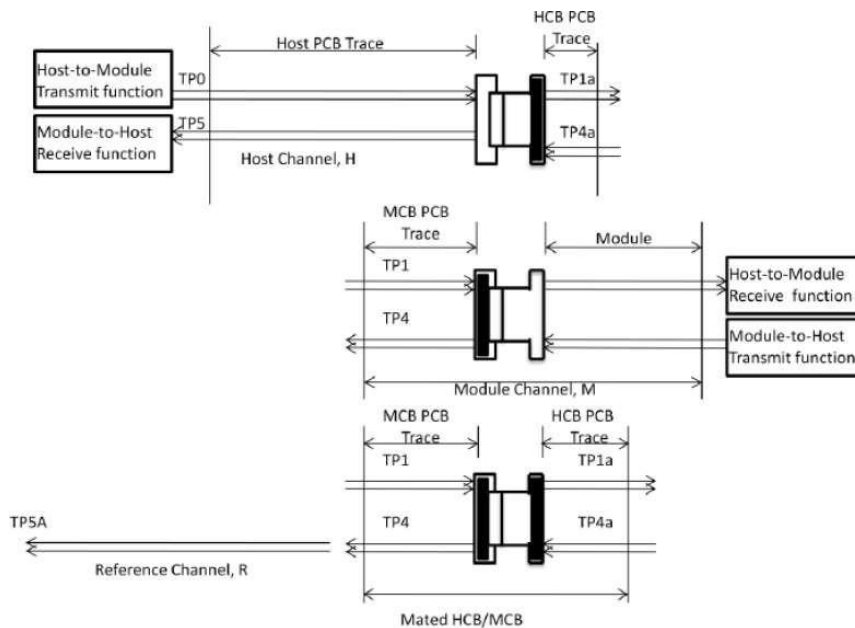 HCB PCB
Trace
Host PCB Trace
Host-to-Module
Transmit function
TP0
TP1a
Module-to-Host
Receive function
TP5
TP4a
Host Channel, H
MCB PCB
Trace
Module
TP1
Host-to-Module
Receive function
TP4
Module-to-Host
Transmit function
Module Channel, M
MCB PCB
Trace
HCB PCB
Trace
TP1
TP1a
TP5A
TP4
TP4a
Reference Channel, R
Mated HCB/MCB